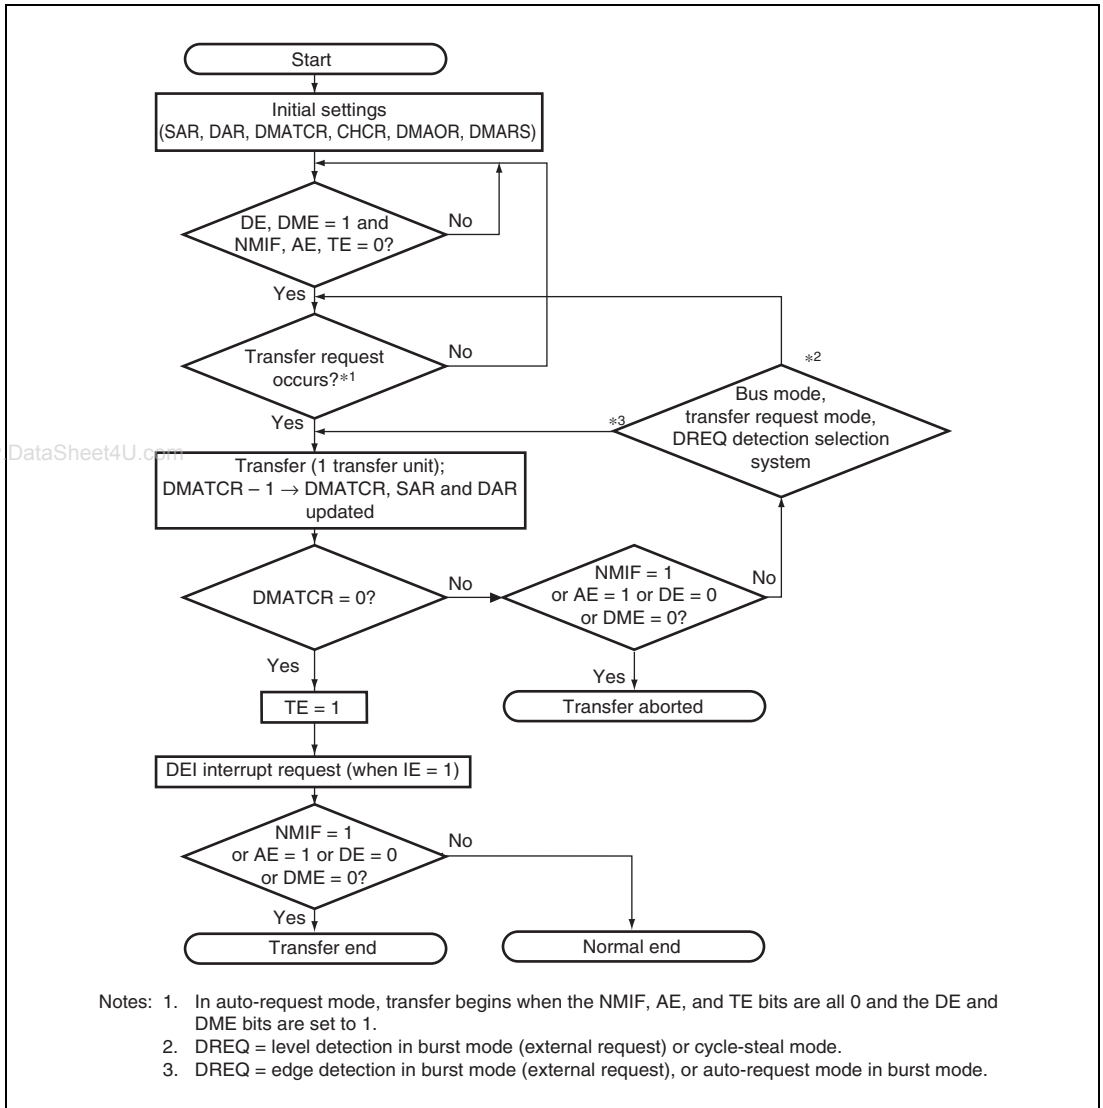 Start
Initial settings
(SAR, DAR, DMATCR, CHCR, DMAOR, DMARS)
DE, DME = 1 and
NMIF, AE, TE = 0?
No
Yes
Transfer request
occurs?*1
No
Yes
*2
Bus mode,
transfer request mode,
DREQ detection selection
system
*3
.DataSheet4U.com
Transfer (1 transfer unit);
DMATCR – 1 → DMATCR, SAR and DAR
updated
DMATCR = 0?
No
NMIF = 1
or AE = 1 or DE = 0
or DME = 0?
No
Yes
Yes
Transfer aborted
TE = 1
DEI interrupt request (when IE = 1)
NMIF = 1
or AE = 1 or DE = 0
or DME = 0?
No
Yes
Transfer end
Normal end
Notes: 1. In auto-request mode, transfer begins when the NMIF, AE, and TE bits are all 0 and the DE and
DME bits are set to 1.
2. DREQ = level detection in burst mode (external request) or cycle-steal mode.
3. DREQ = edge detection in burst mode (external request), or auto-request mode in burst mode.